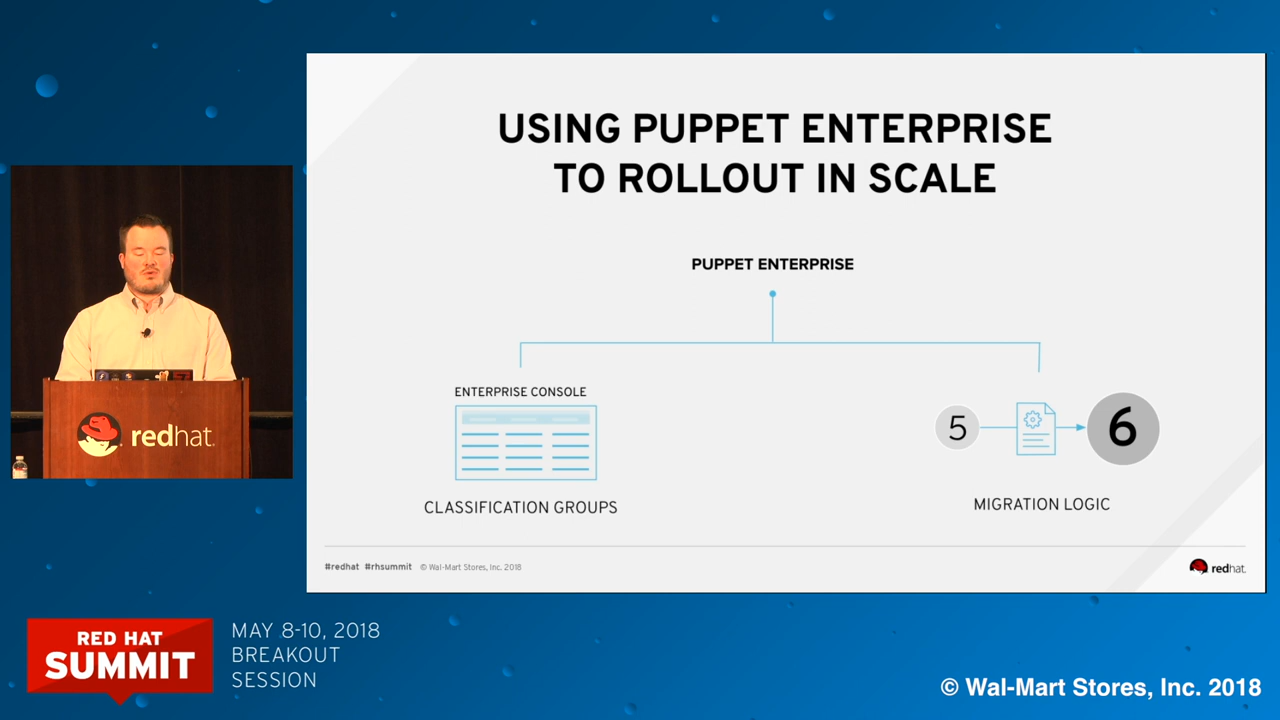 USING PUPPET ENTERPRISE
TO ROLLOUT IN SCALE
PUPPET ENTERPRISE
ENTERPRISE CONSOLE
CLASSIFICATION GROUPS
5
6
MIGRATION LOGIC
#redhat #rhsummit © Wal-Mart Stores, Inc. 2018
redhat.
redhat.
RED HAT
SUMMIT
MAY 8-10, 2018
BREAKOUT
SESSION
© Wal-Mart Stores, Inc. 2018